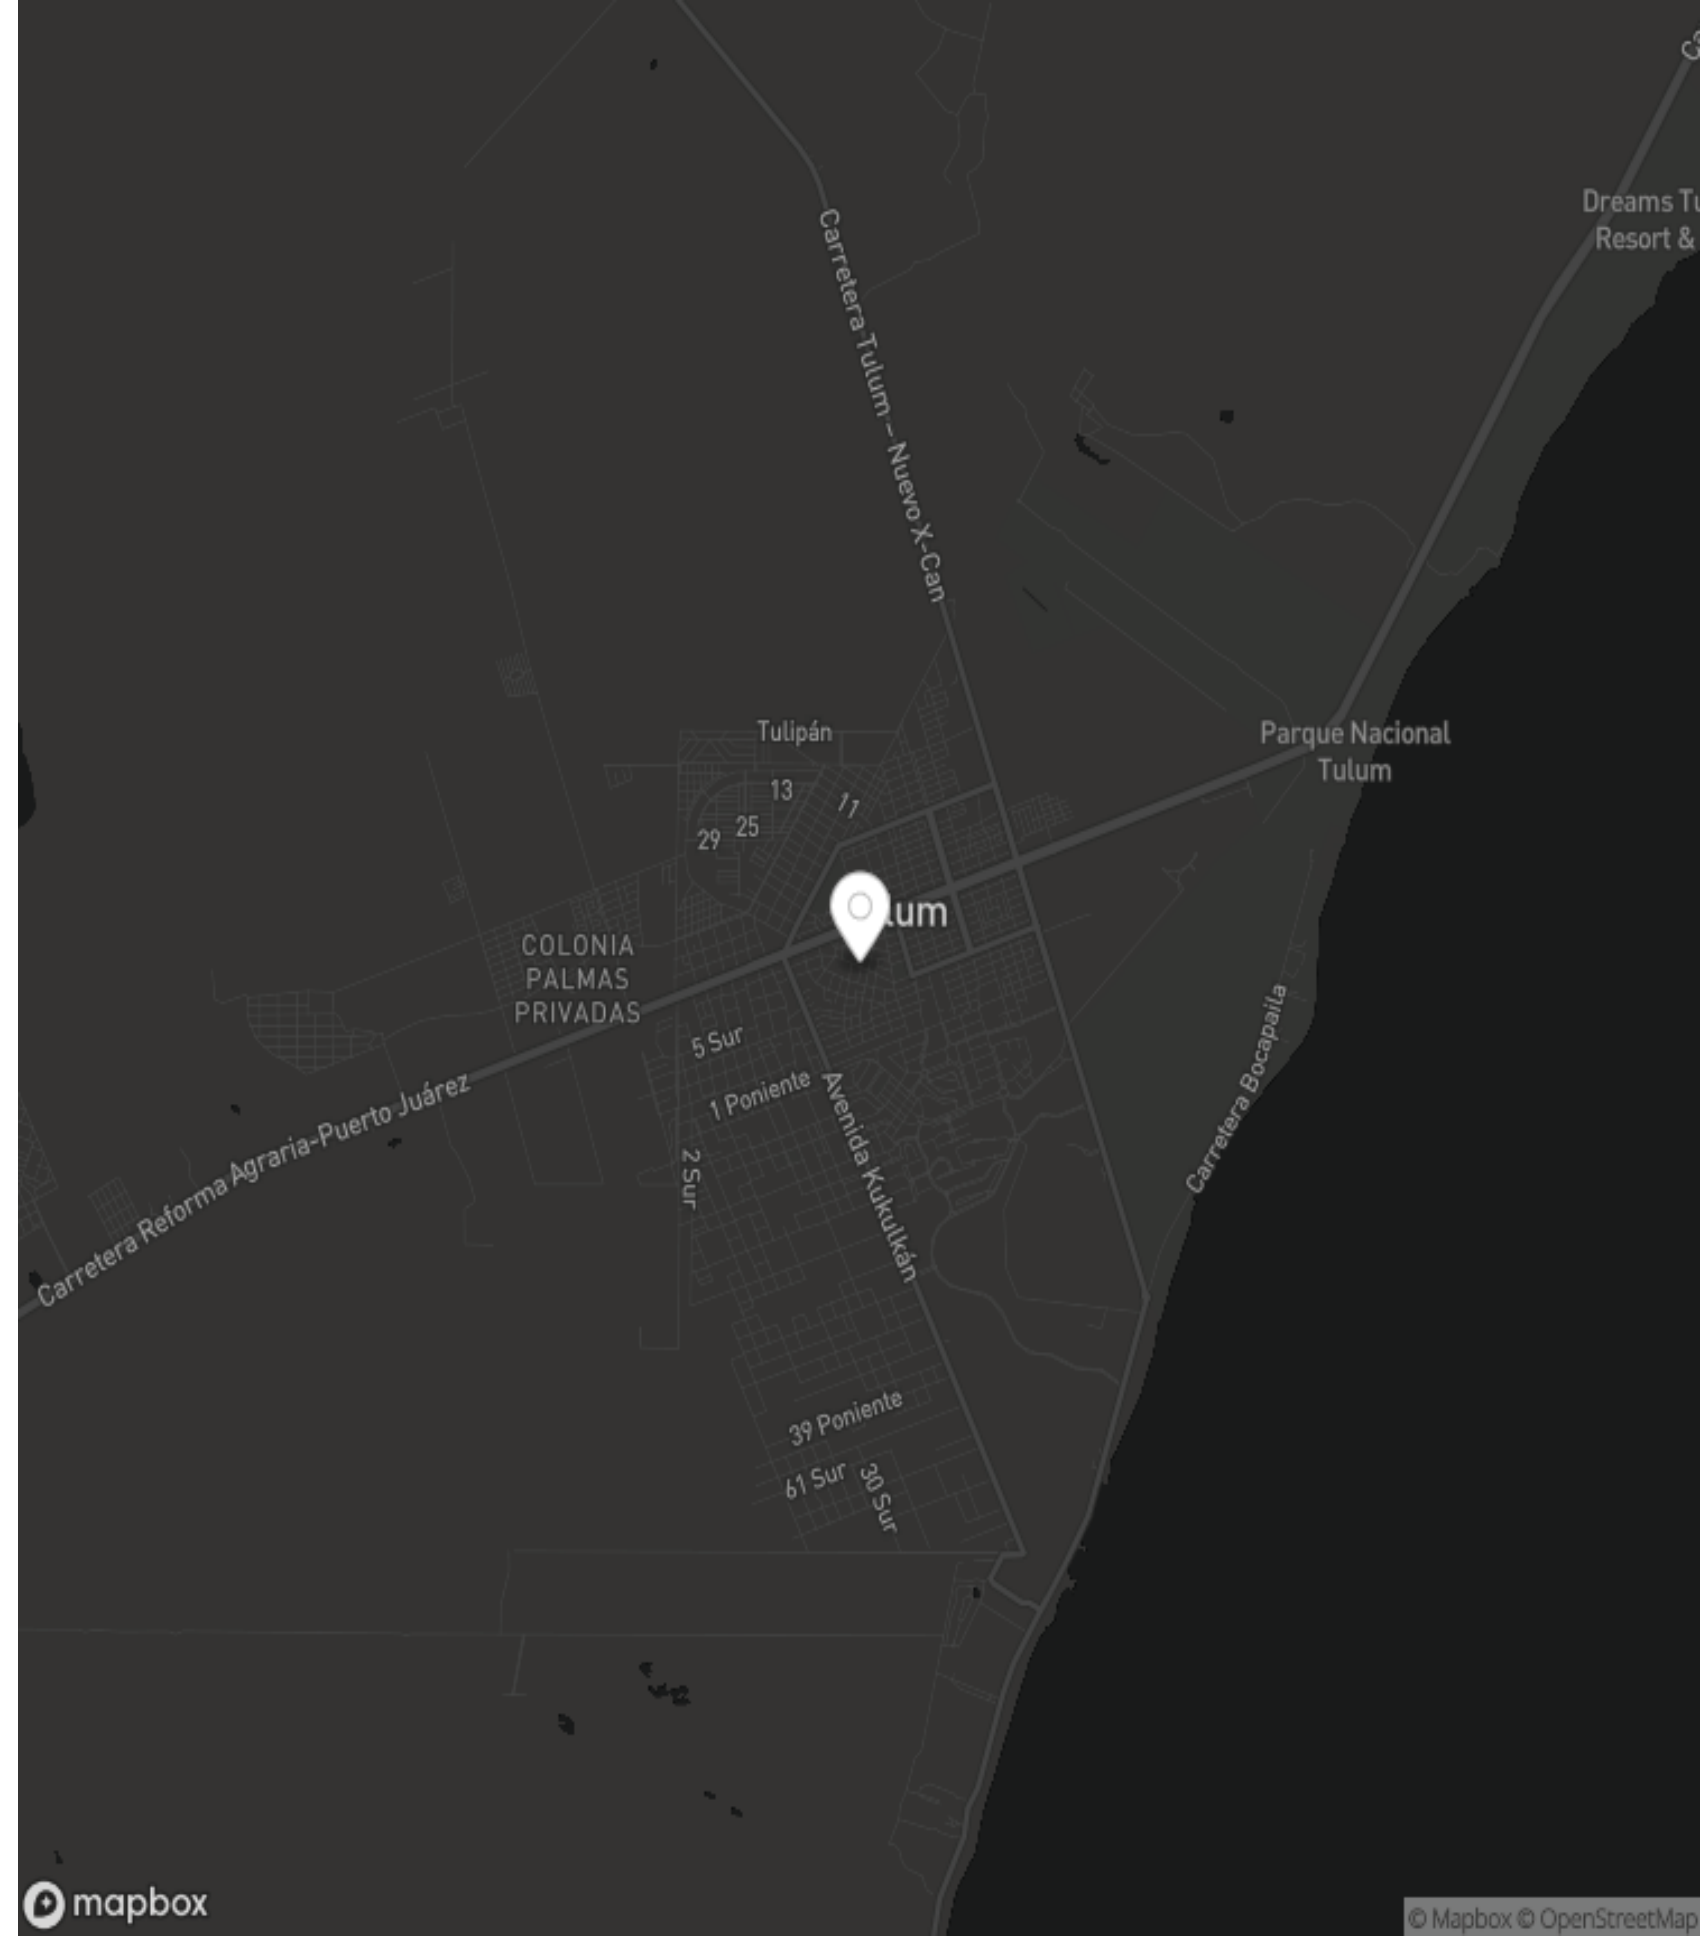 Dreams
Resort &
Carretera Tulum – Nuevo X-Can
Tulipán
Parque Nacional
Tulum
13
11
25
29
lum
COLONIA
PALMAS
PRIVADAS
5 Sur
1 Poniente
Carretera Bocapaila
Carretera Reforma Agraria-Puerto Juárez
Avenida Kukulkán
2 Sur
39 Poniente
61 Sur
30 Sur
mapbox
© Mapbox © OpenStreetMap